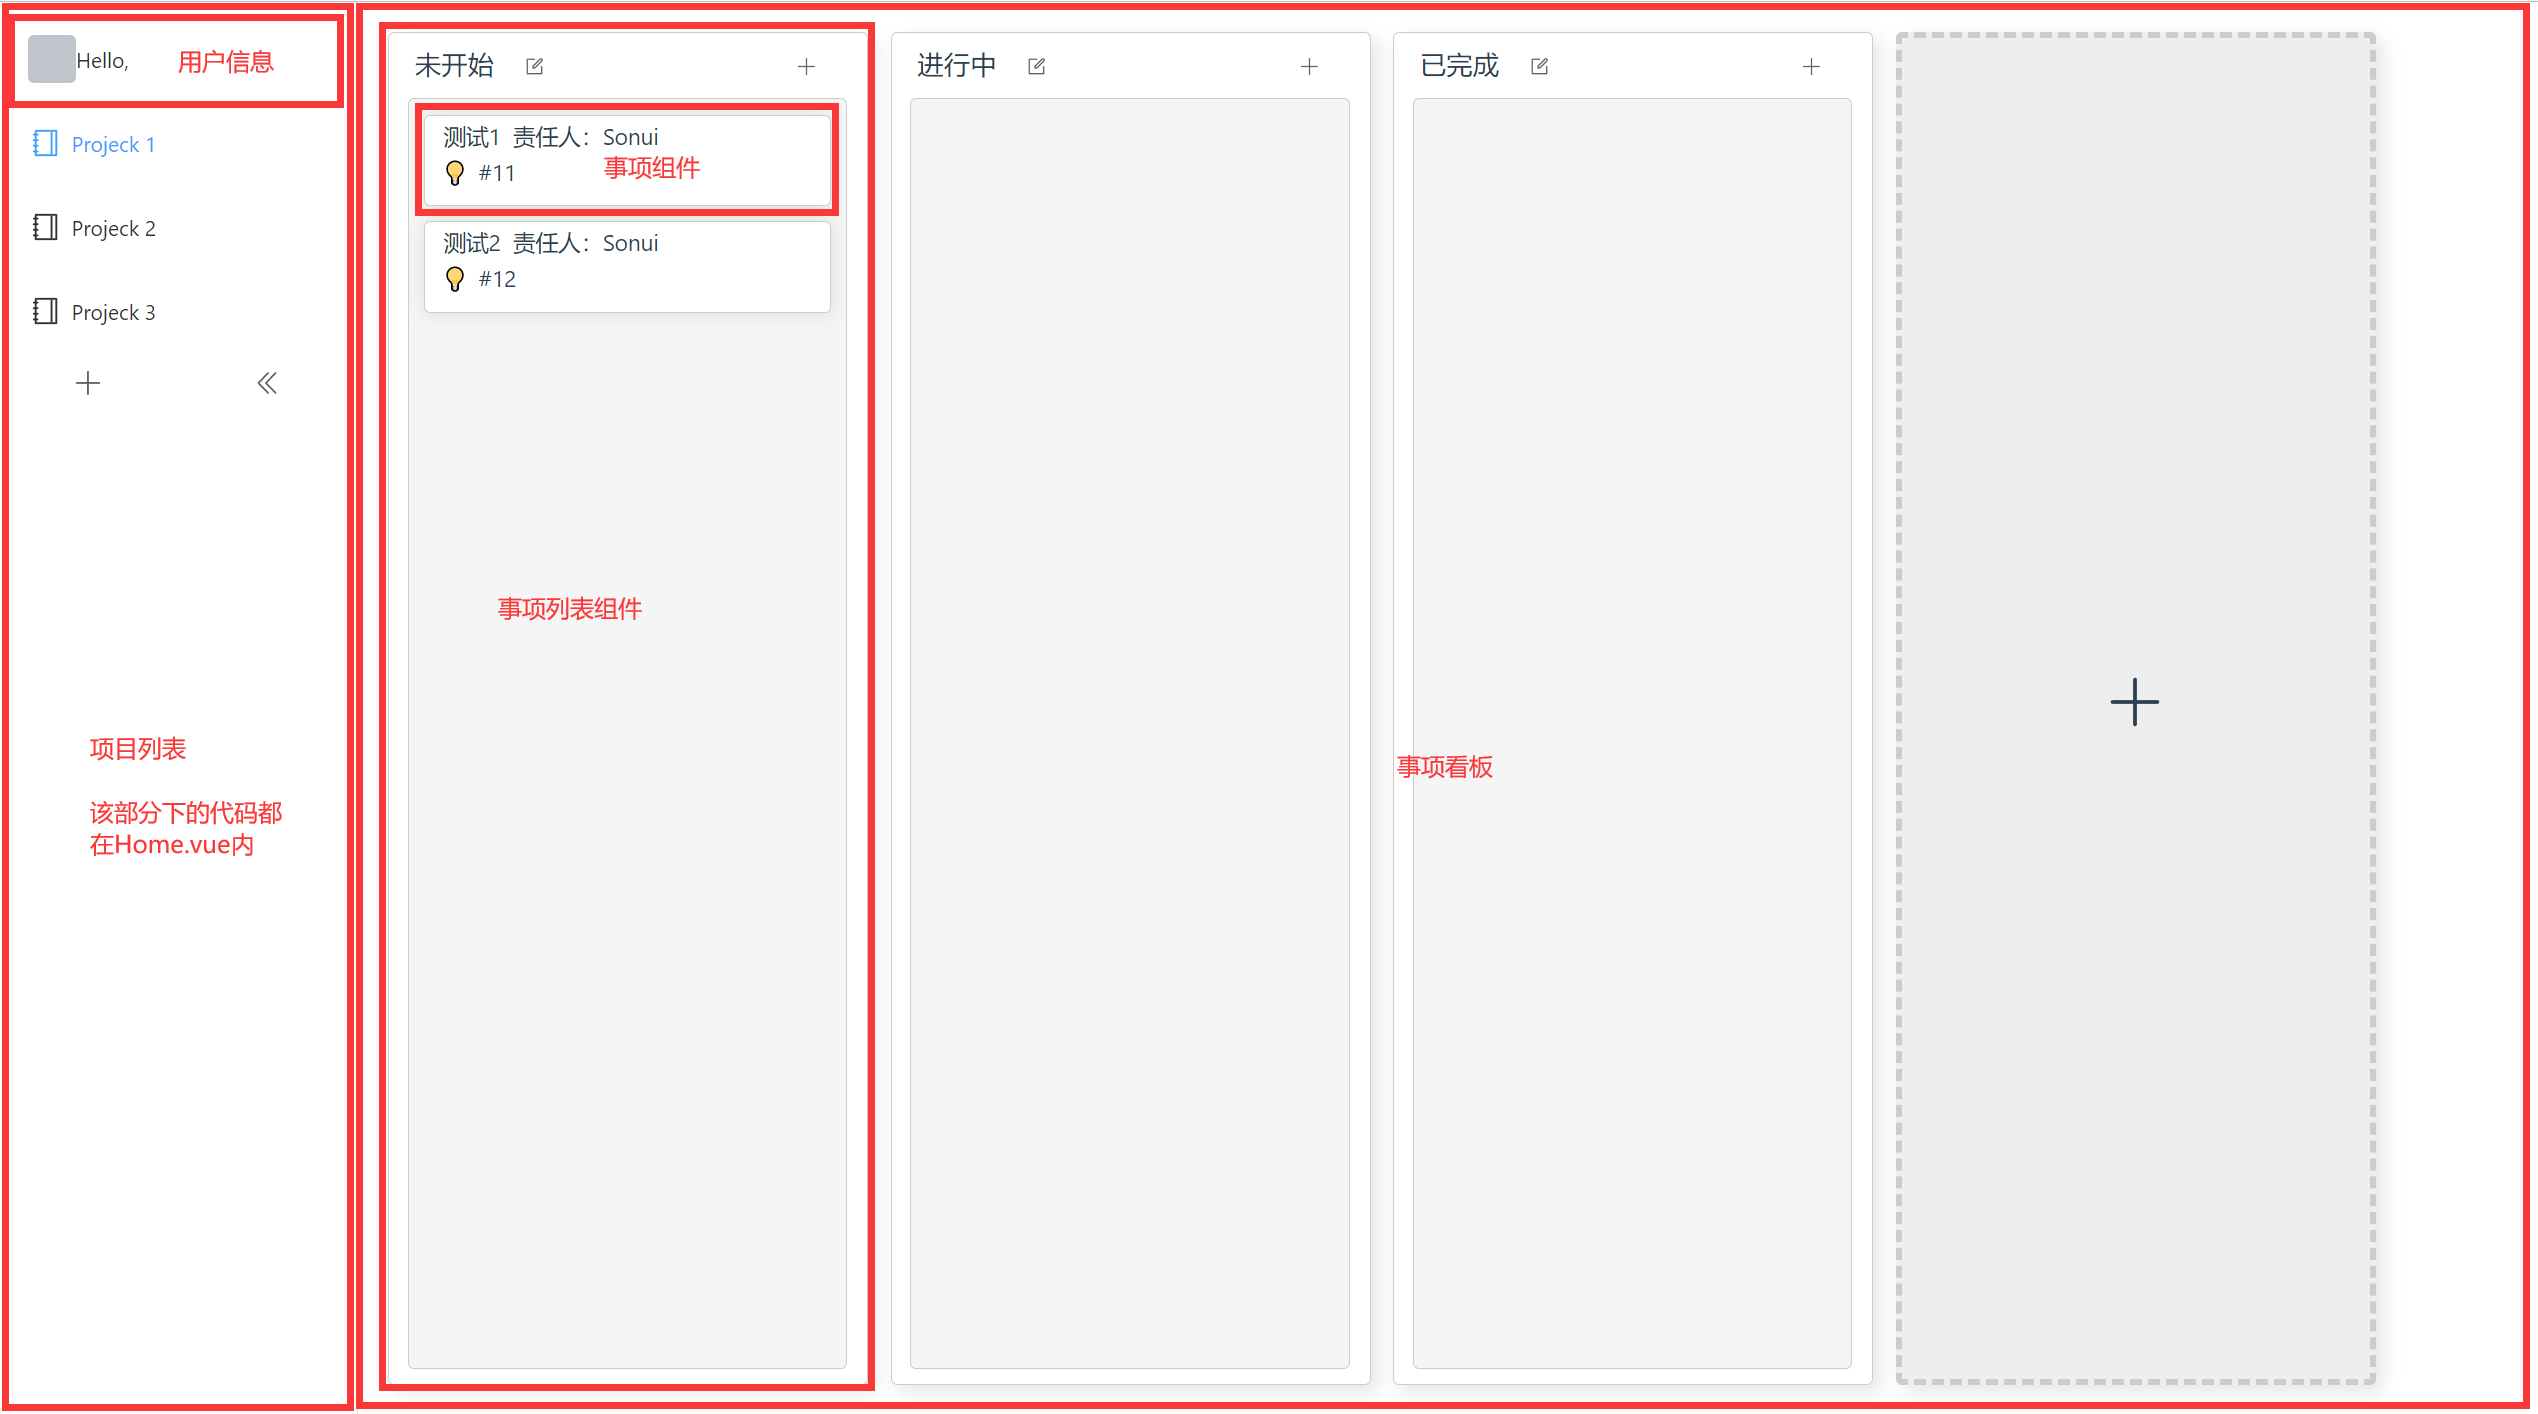 Hello,
用户信息
Projeck 1
Projeck 2
Projeck 3
项目列表
该部分下的代码都
在Home.vue内
未开始
测试1 责任人：Sonui
#11
事项组件
测试2 责任人：Sonui
#12
事项列表组件
进行中
已完成
事项看板